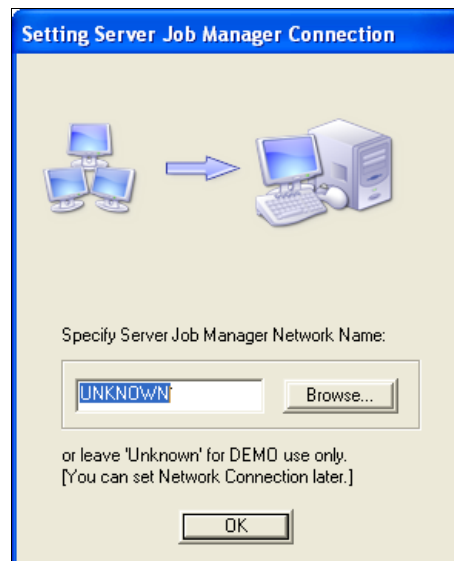 Setting Server Job Manager Connection
Specify Server Job Manager Network Name:
UNKNOWN
Browse...
or leave 'Unknown' for DEMO use only.
[You can set Network Connection later.]
OK